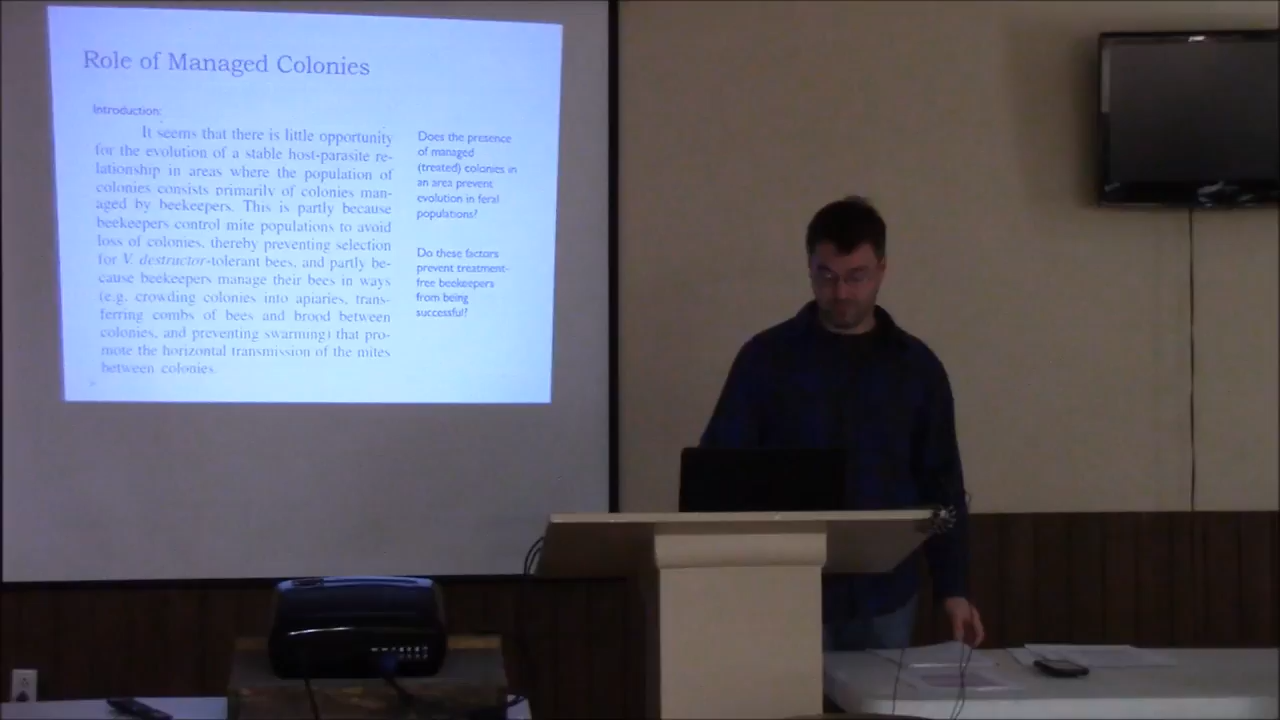 Role of Managed Colonies
Introduction:
It seems that there is little opportunity
for the evolution of a stable host-parasite re-
lationship in areas where the population of
colonies consists primarily of colonies man-
aged by beekeepers. This is partly because
beekeepers control mite populations to avoid
loss of colonies, thereby preventing selection
for V. destructor-tolerant bees, and partly be-
cause beekeepers manage their bees in ways
(e.g. crowding colonies into apiaries, trans-
ferring combs of bees and brood between
colonies, and preventing swarming) that pro-
mote the horizontal transmission of the mites
between colonies.
Does the presence
of managed
(treated) colonies in
an area prevent
evolution in feral
populations?
Do these factors
prevent treatment-
free beekeepers
from being
successful?